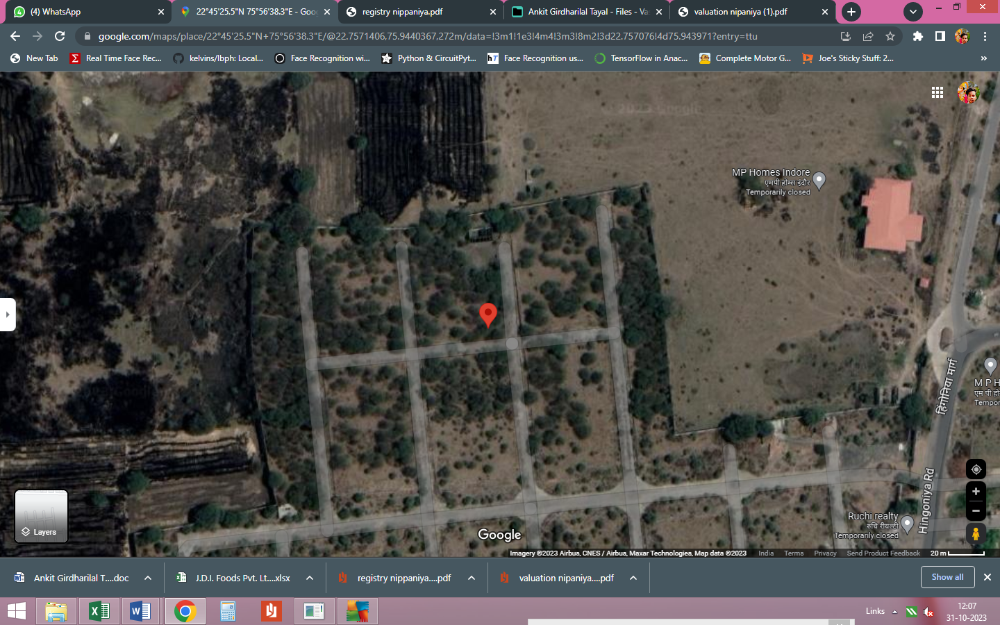 (4) WhatsApp
22°45'25.5"N 75°56'38.3"E - Goo
registry nippaniya.pdf
Ankit Girdharilal Tayal - Files - Va
valuation nipaniya (1).pdf
google.com/maps/place/22°45'25.5"N+75°56'38.3"E/@22.7571406,75.9440367,272m/data=!3m1!1e3!4m4!3m3!8m2!3d22.757076!4d75.943971?entry=ttu
New Tab
Real Time Face Rec...
kelvins/lbph: Local...
Face Recognition wi...
Python & CircuitPyt...
hT
Face Recognition us...
TensorFlow in Anac...
Complete Motor G...
Joe's Sticky Stuff: 2...
»
MP Homes Indore
एमपी होम्स इंदौर
Temporarily closed
हिंगोनिया मार्ग
M P H
एम पी हो
Tempor
Hingoniya Rd
Ruchi realty
रुचि रीयल्टी
Temporarily closed
Layers
Google
Imagery ©2023 Airbus, CNES / Airbus, Maxar Technologies, Map data ©2023
India
Terms
Privacy
Send Product Feedback
20 m
Ankit Girdharilal T....doc
J.D.I. Foods Pvt. Lt....xlsx
registry nippaniya....pdf
valuation nipaniya....pdf
Show all
Links
12:07
31-10-2023